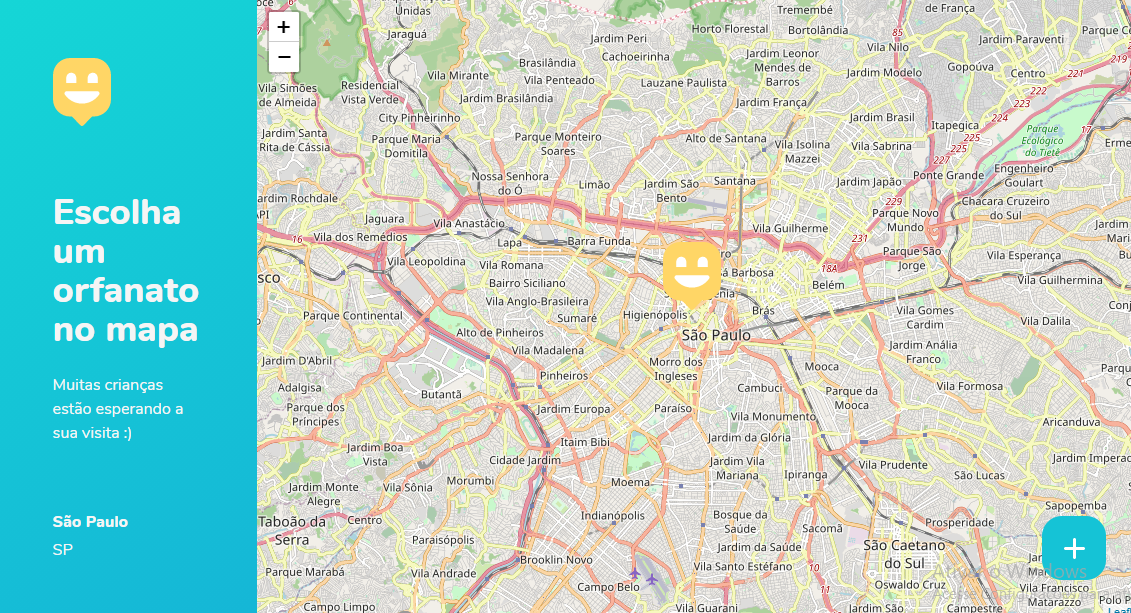 Escolha
um
orfanato
no mapa
Muitas crianças
estão esperando a
sua visita :)
São Paulo
SP
+
−
Undas
Jaraguá
Jardim Peri
Brasilândia
Cachoeirinha
Horto Florestal
Tremembé
Bortolândia
de França
Jardim Paraventi
85
Vila Nilo
Vila Mirante
Vila Penteado
Lauzane Paulista
Jardim Leonor
Mendes de
Barros
Jardim Modelo
Gopoúva
Centro
221
219
222
223
224
225
225
227
229
231
17
18A
16
Vila Simões
de Almeida
Residencial
Vista Verde
Jardim Brasilândia
City Pinheirinho
Jardim França
Jardim Brasil
Itapegica
Parque
Ecológico
do Tietê
Jardim Santa
Rita de Cássia
Parque Maria
Domitila
Parque Monteiro
Soares
Alto de Santana
Vila Isolina
Mazzei
Vila Sabrina
Ponte Grande
Engenheiro
Goulart
Nossa Senhora
do Ó
Limão
Jardim São
Bento
Santana
Jardim Japão
Chácara Cruzeiro
do Sul
Jardim Rochdale
Jaguara
Vila Anastácio
Parque Novo
Mundo
Vila dos Remédios
Lapa
Barra Funda
Vila Guilherme
Parque São
Jorge
Vila Esperança
Vila Leopoldina
Vila Romana
Bairro Siciliano
Belém
Vila Guilhermina
Parque Continental
Vila Anglo-Brasileira
Sumaré
Higienópolis
Brás
São Paulo
Vila Gomes
Cardim
Vila Dalila
Alto de Pinheiros
Vila Madalena
Morro dos
Ingleses
Mooca
Jardim Anália
Franco
Jardim D'Abril
Adalgisa
Pinheiros
Cambuci
Parque da
Mooca
Vila Formosa
Parque dos
Príncipes
Butantã
Jardim Europa
Paraíso
Vila Monumento
Aricanduva
Jardim Boa
Vista
Itaim Bibi
Jardim da Glória
Cidade Jardim
Jardim Vila
Mariana
Ipiranga
Vila Prudente
São Lucas
Jardim Monte
Alegre
Vila Sônia
Morumbi
Moema
Sapopemba
Taboão da
Serra
Centro
Indianópolis
Bosque da
Saúde
Sacomã
Prosperidade
Paraisópolis
Jardim da Saúde
São Caetano
do Sul
Parque Marabá
Vila Andrade
Brooklin Novo
Vila Santo Estéfano
Campo Belo
Oswaldo Cruz
Vila Francisco
Matarazzo
Campo Limpo
Vila Guarani
Jardim São
Campestre